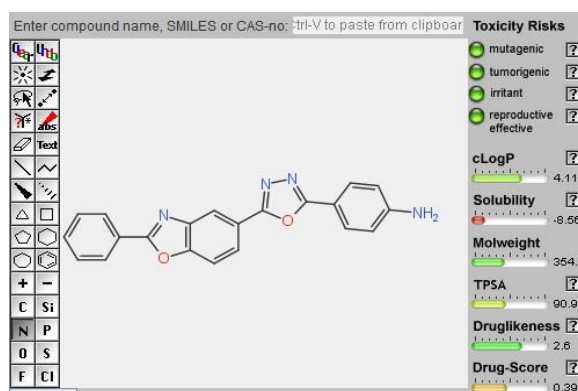 Enter compound name, SMILES or CAS-no: Ctrl-V to paste from clipboar
Toxicity Risks
mutagenic ?
tumorigenic ?
irritant ?
reproductive ?
effective
abs
Text
cLogP ?
4.11
Solubility ?
-8.56
Molweight
354.
TPSA ?
90.9
Druglikeness ?
2.6
Drug-Score ?
0.39
N
N
N
O
O
NH₂
+ −
C Si
N P
O S
F Cl